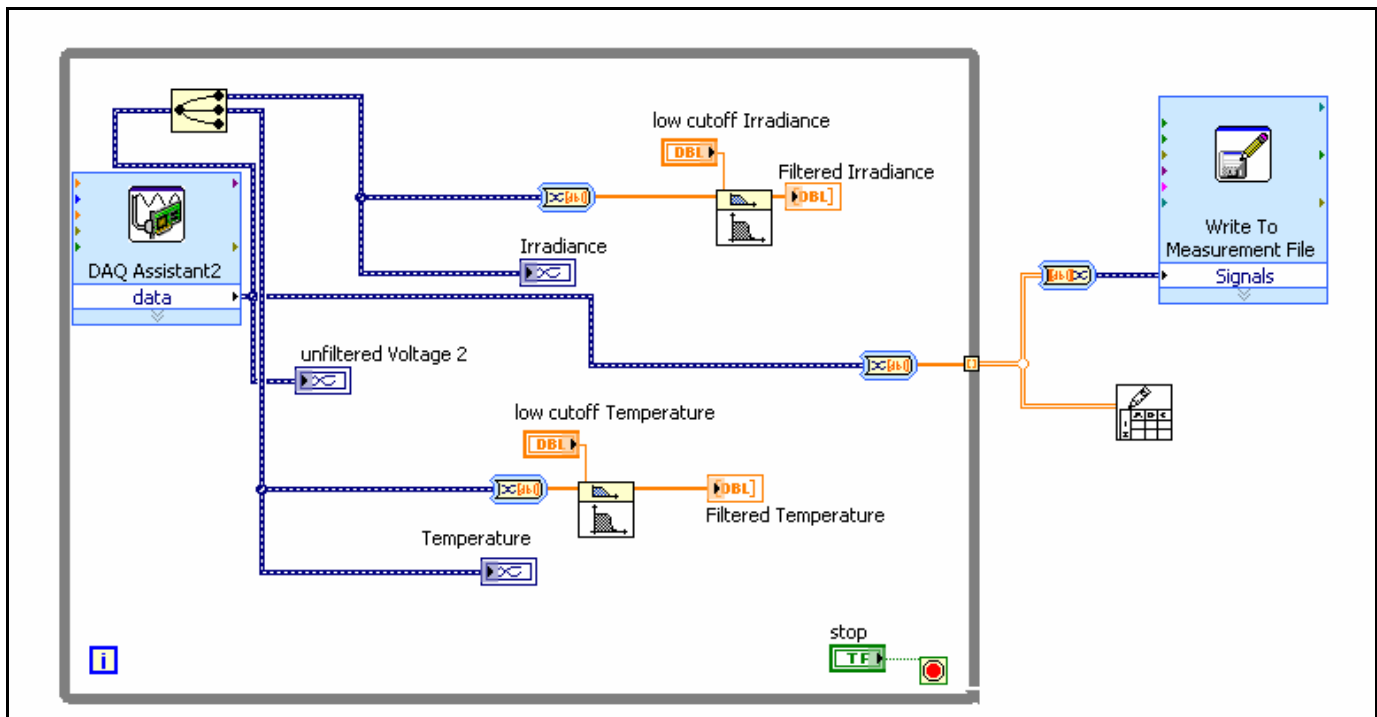 low cutoff Irradiance
DBL
Filtered Irradiance
DBL]
DAQ Assistant2
data
Irradiance
Write To
Measurement File
Signals
unfiltered Voltage 2
low cutoff Temperature
DBL
DBL]
Filtered Temperature
Temperature
i
stop
TF